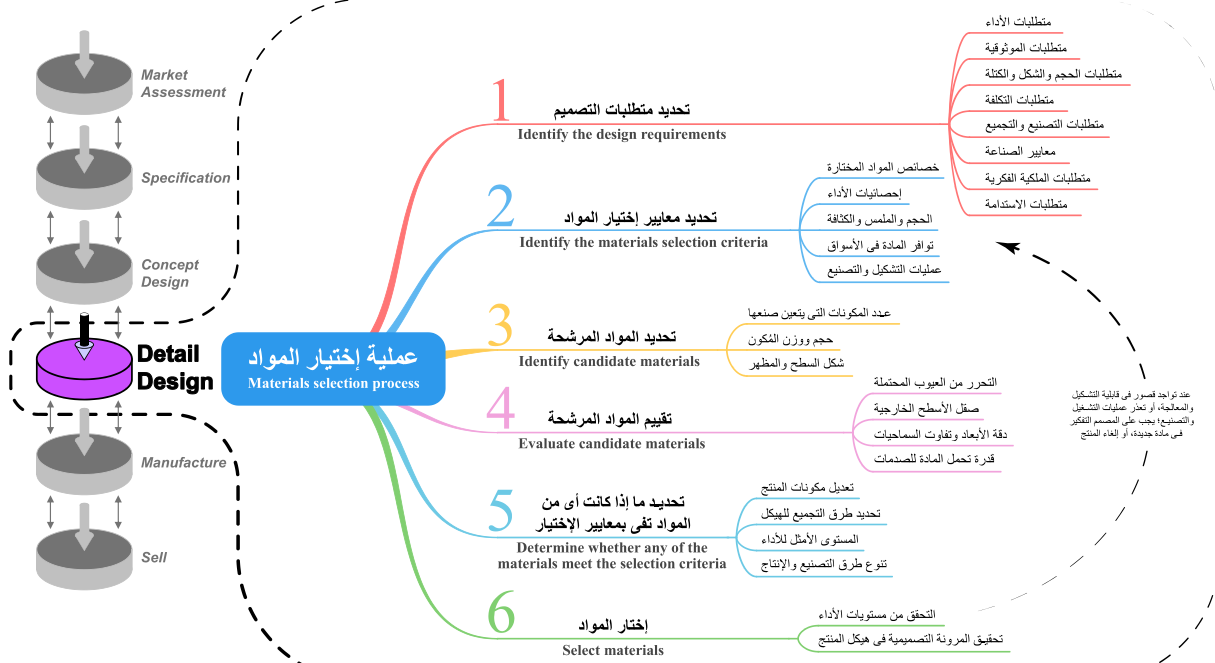 Market
Assessment
Specification
Concept
Design
Detail
Design
Manufacture
Sell
عملية إختيار المواد
Materials selection process
1
تحديد متطلبات التصميم
Identify the design requirements
متطلبات الأداء
متطلبات الموثوقية
متطلبات الحجم والشكل والكتلة
متطلبات التكلفة
متطلبات التصنيع والتجميع
معايير الصناعة
متطلبات الملكية الفكرية
متطلبات الاستدامة
2
تحديد معايير إختيار المواد
Identify the materials selection criteria
خصائص المواد المختارة
إحصائيات الأداء
الحجم والملمس والكثافة
توافر المادة فى الأسواق
عمليات التشكيل والتصنيع
3
تحديد المواد المرشحة
Identify candidate materials
عدد المكونات التى يتعين صنعها
حجم ووزن المُكون
شكل السطح والمظهر
4
تقييم المواد المرشحة
Evaluate candidate materials
التحرر من العيوب المحتملة
صقل الأسطح الخارجية
دقة الأبعاد وتفاوت السماحيات
قدرة تحمل المادة للصدمات
5
تحديد ما إذا كانت أى من
المواد تفى بمعايير الإختيار
Determine whether any of the
materials meet the selection criteria
تعديل مكونات المنتج
تحديد طرق التجميع للهيكل
المستوى الأمثل للأداء
تنوع طرق التصنيع والإنتاج
6
إختار المواد
Select materials
التحقق من مستويات الأداء
تحقيق المرونة التصميمية فى هيكل المنتج
عند تواجد قصور فى قابلية التشكيل
والمعالجة، أو تعذر عمليات التشغيل
والتصنيع؛ يجب على المصمم التفكير
فى مادة جديدة، أو إلغاء المنتج